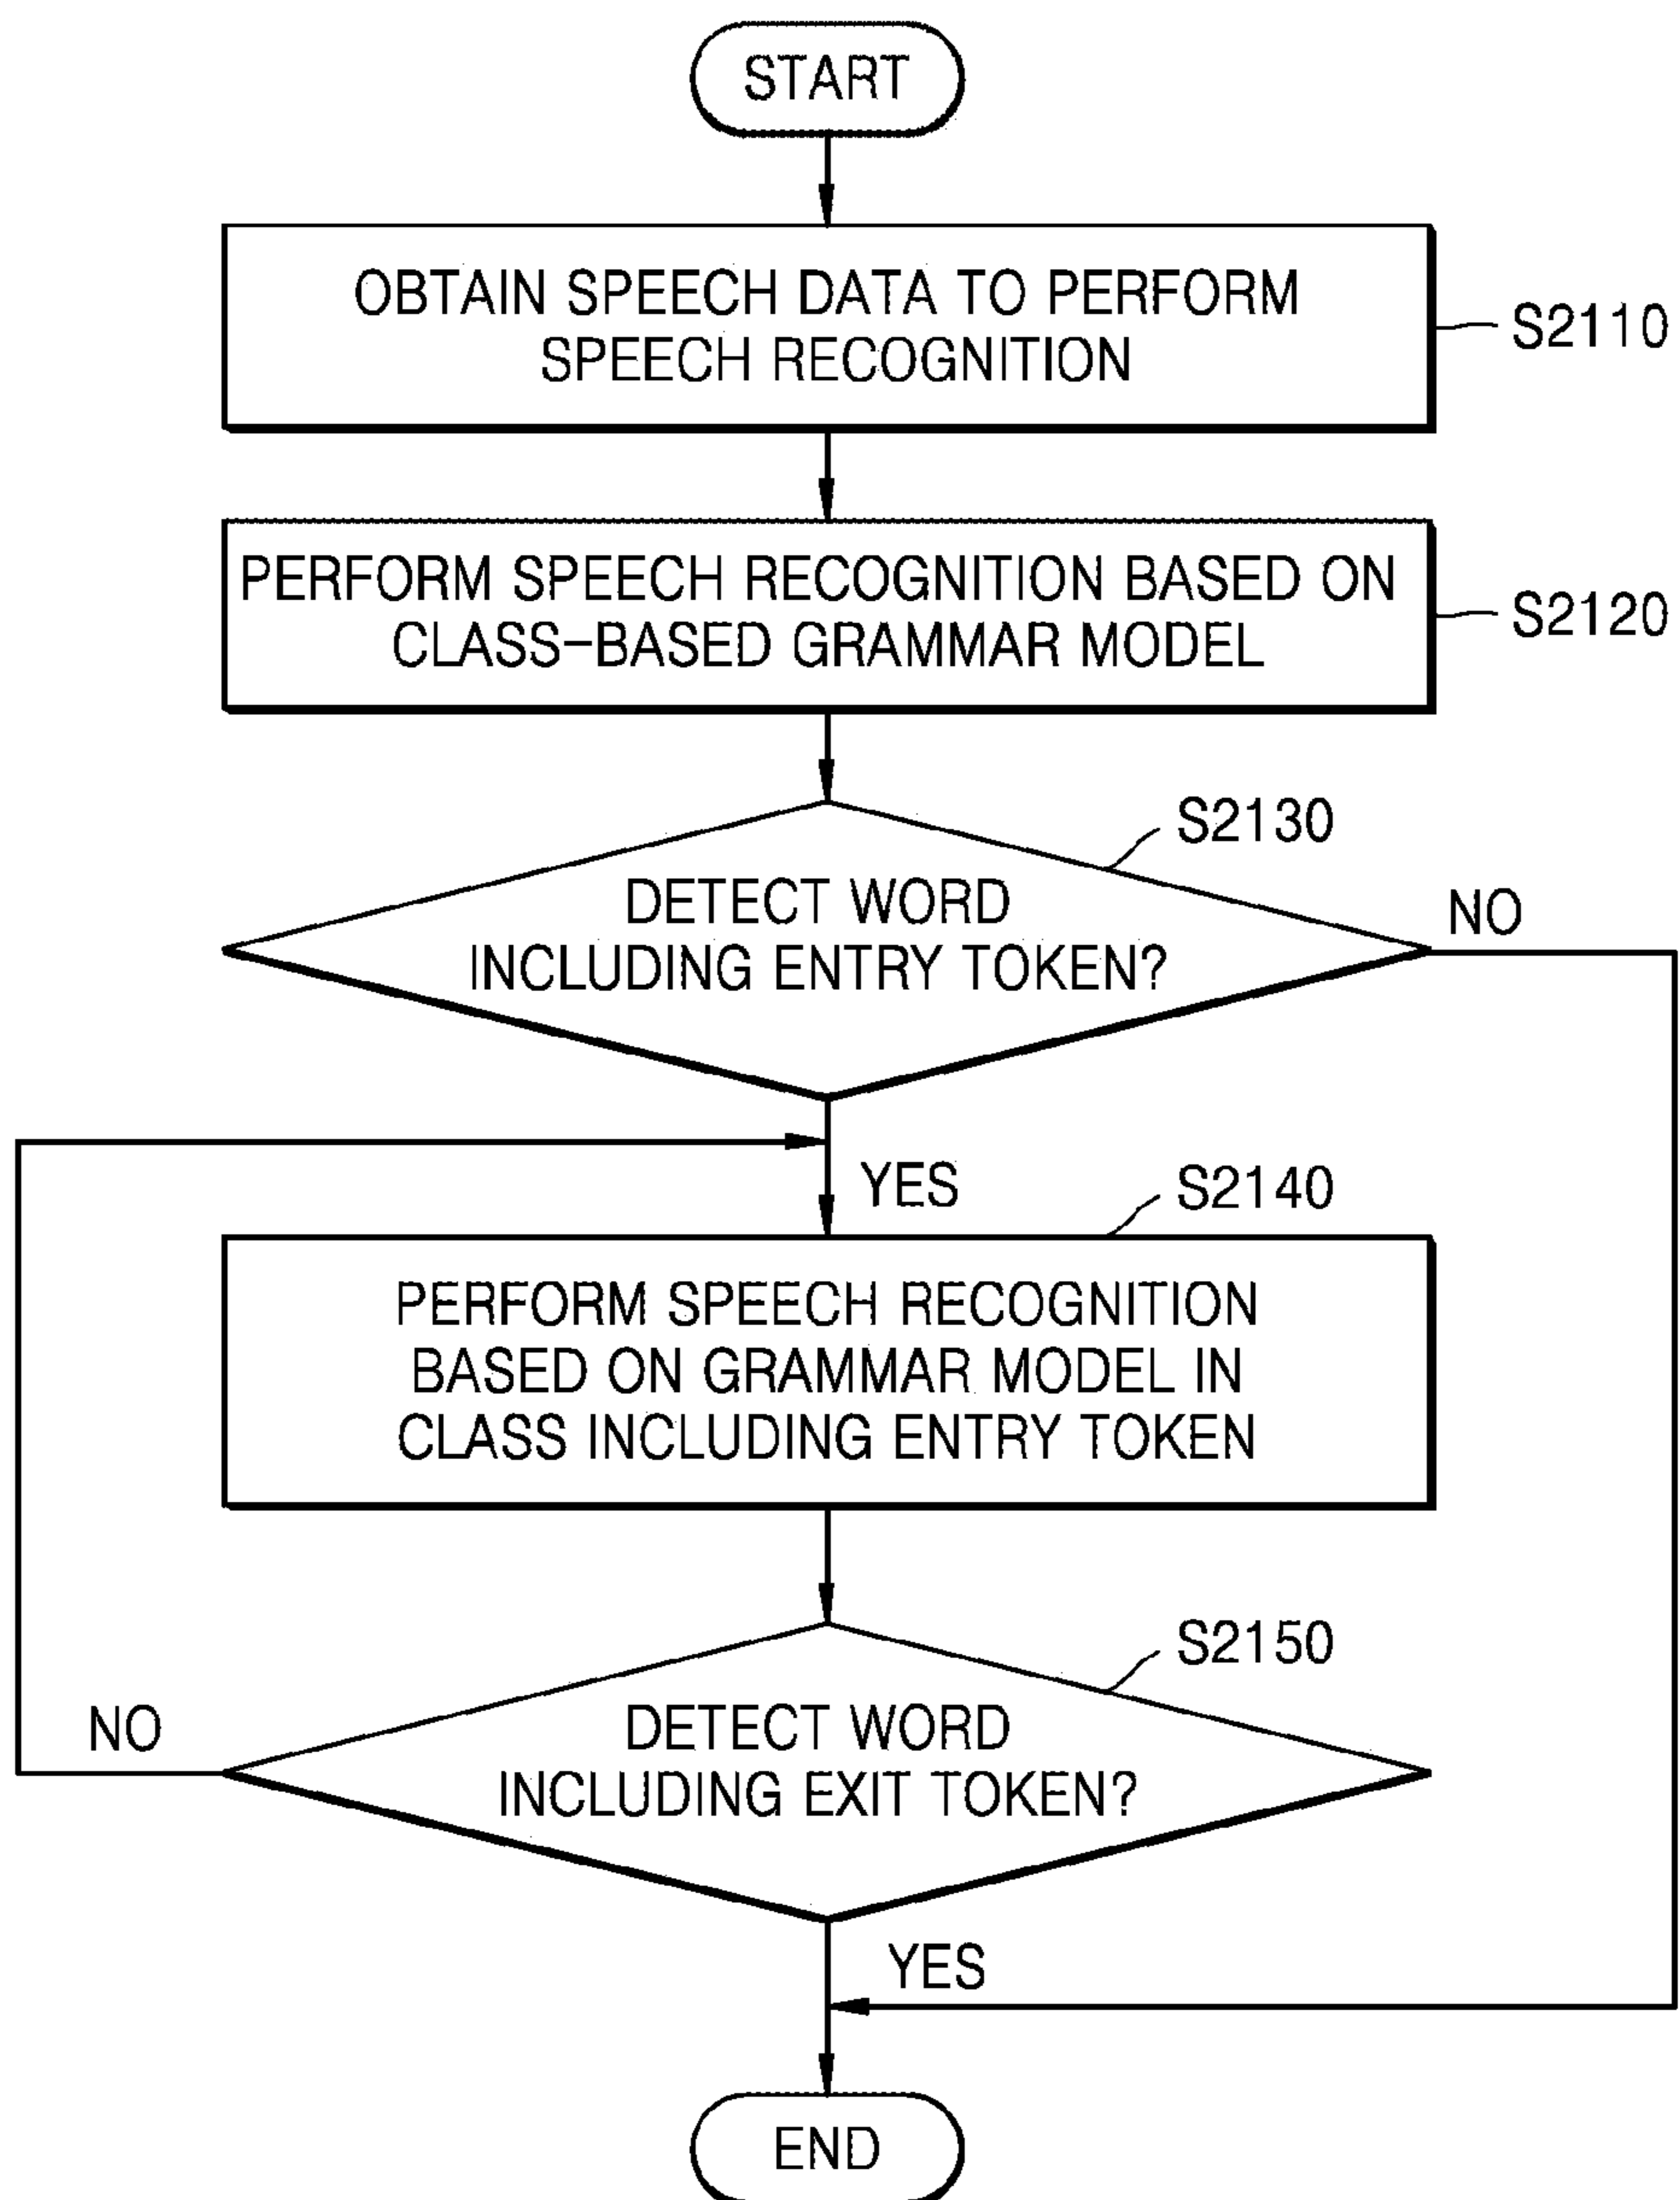 START
OBTAIN SPEECH DATA TO PERFORM
SPEECH RECOGNITION
S2110
PERFORM SPEECH RECOGNITION BASED ON
CLASS-BASED GRAMMAR MODEL
S2120
S2130
DETECT WORD
INCLUDING ENTRY TOKEN?
NO
YES
S2140
PERFORM SPEECH RECOGNITION
BASED ON GRAMMAR MODEL IN
CLASS INCLUDING ENTRY TOKEN
S2150
DETECT WORD
INCLUDING EXIT TOKEN?
NO
YES
END